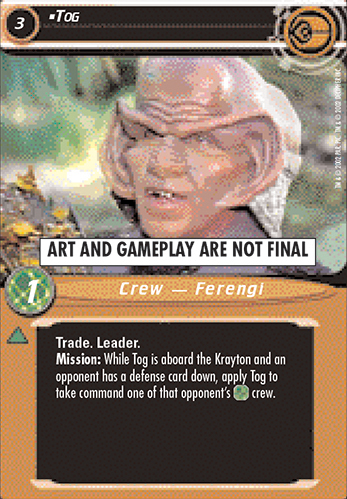 3
▪TOG
ART AND GAMEPLAY ARE NOT FINAL
1
Crew — Ferengi
Trade. Leader.
Mission: While Tog is aboard the Krayton and an
opponent has a defense card down, apply Tog to
take command one of that opponent's crew.